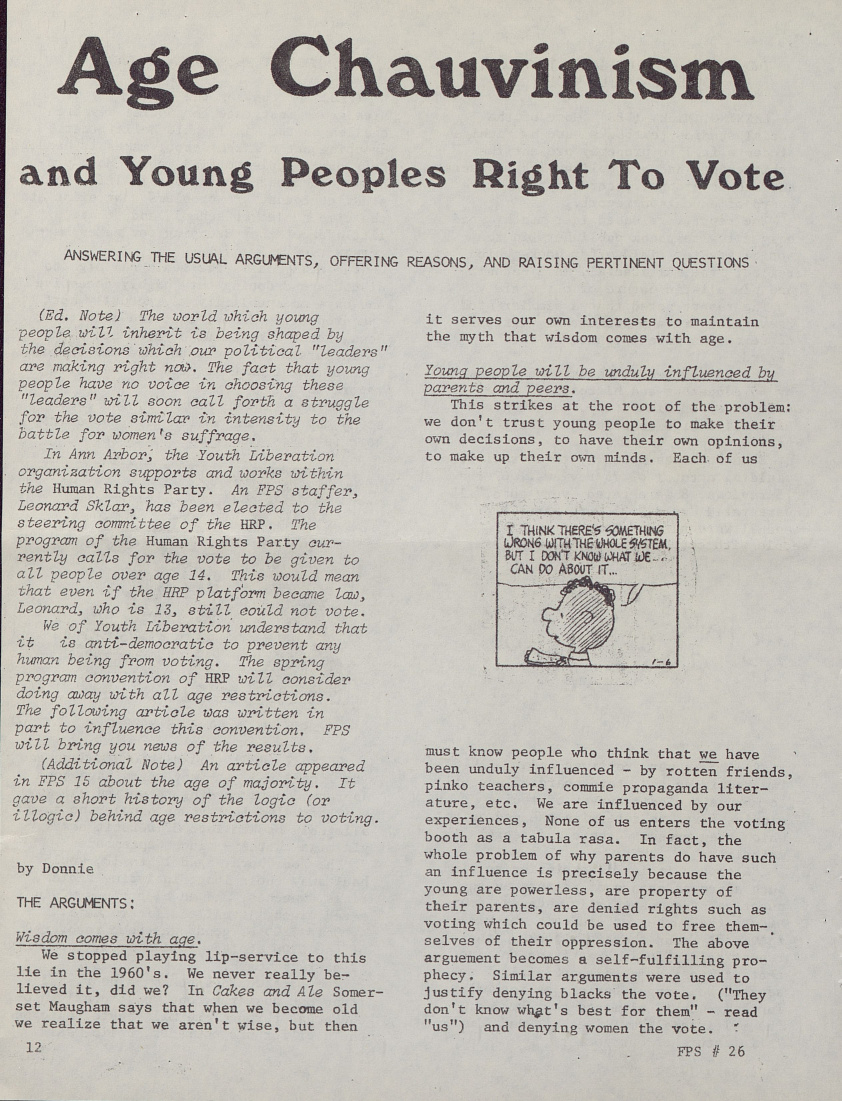 Age Chauvinism
and Young Peoples Right To Vote
ANSWERING THE USUAL ARGUMENTS, OFFERING REASONS, AND RAISING PERTINENT QUESTIONS
(Ed. Note) The world which young
people will inherit is being shaped by
the decisions which our political "leaders"
are making right now. The fact that young
people have no voice in choosing these
"leaders" will soon call forth a struggle
for the vote similar in intensity to the
battle for women's suffrage.
In Ann Arbor, the Youth Liberation
organization supports and works within
the Human Rights Party. An FPS staffer,
Leonard Sklar, has been elected to the
steering committee of the HRP. The
program of the Human Rights Party cur-
rently calls for the vote to be given to
all people over age 14. This would mean
that even if the HRP platform became law,
Leonard, who is 13, still could not vote.
We of Youth Liberation understand that
it is anti-democratic to prevent any
human being from voting. The spring
program convention of HRP will consider
doing away with all age restrictions.
The following article was written in
part to influence this convention. FPS
will bring you news of the results.
(Additional Note) An article appeared
in FPS 15 about the age of majority. It
gave a short history of the logic (or
illogic) behind age restrictions to voting.
by Donnie
THE ARGUMENTS:
Wisdom comes with age.
We stopped playing lip-service to this
lie in the 1960's. We never really be-
lieved it, did we? In Cakes and Ale Somer-
set Maugham says that when we become old
we realize that we aren't wise, but then
12
it serves our own interests to maintain
the myth that wisdom comes with age.
Young people will be unduly influenced by
parents and peers.
This strikes at the root of the problem:
we don't trust young people to make their
own decisions, to have their own opinions,
to make up their own minds. Each of us
I THINK THERE'S SOMETHING
WRONG WITH THE WHOLE SYSTEM,
BUT I DON'T KNOW WHAT WE...
CAN DO ABOUT IT...
1-6
must know people who think that we have
been unduly influenced - by rotten friends,
pinko teachers, commie propaganda liter-
ature, etc. We are influenced by our
experiences, None of us enters the voting
booth as a tabula rasa. In fact, the
whole problem of why parents do have such
an influence is precisely because the
young are powerless, are property of
their parents, are denied rights such as
voting which could be used to free them-
selves of their oppression. The above
arguement becomes a self-fulfilling pro-
phecy. Similar arguments were used to
justify denying blacks the vote. ("They
don't know what's best for them" - read
"us") and denying women the vote.
FPS # 26